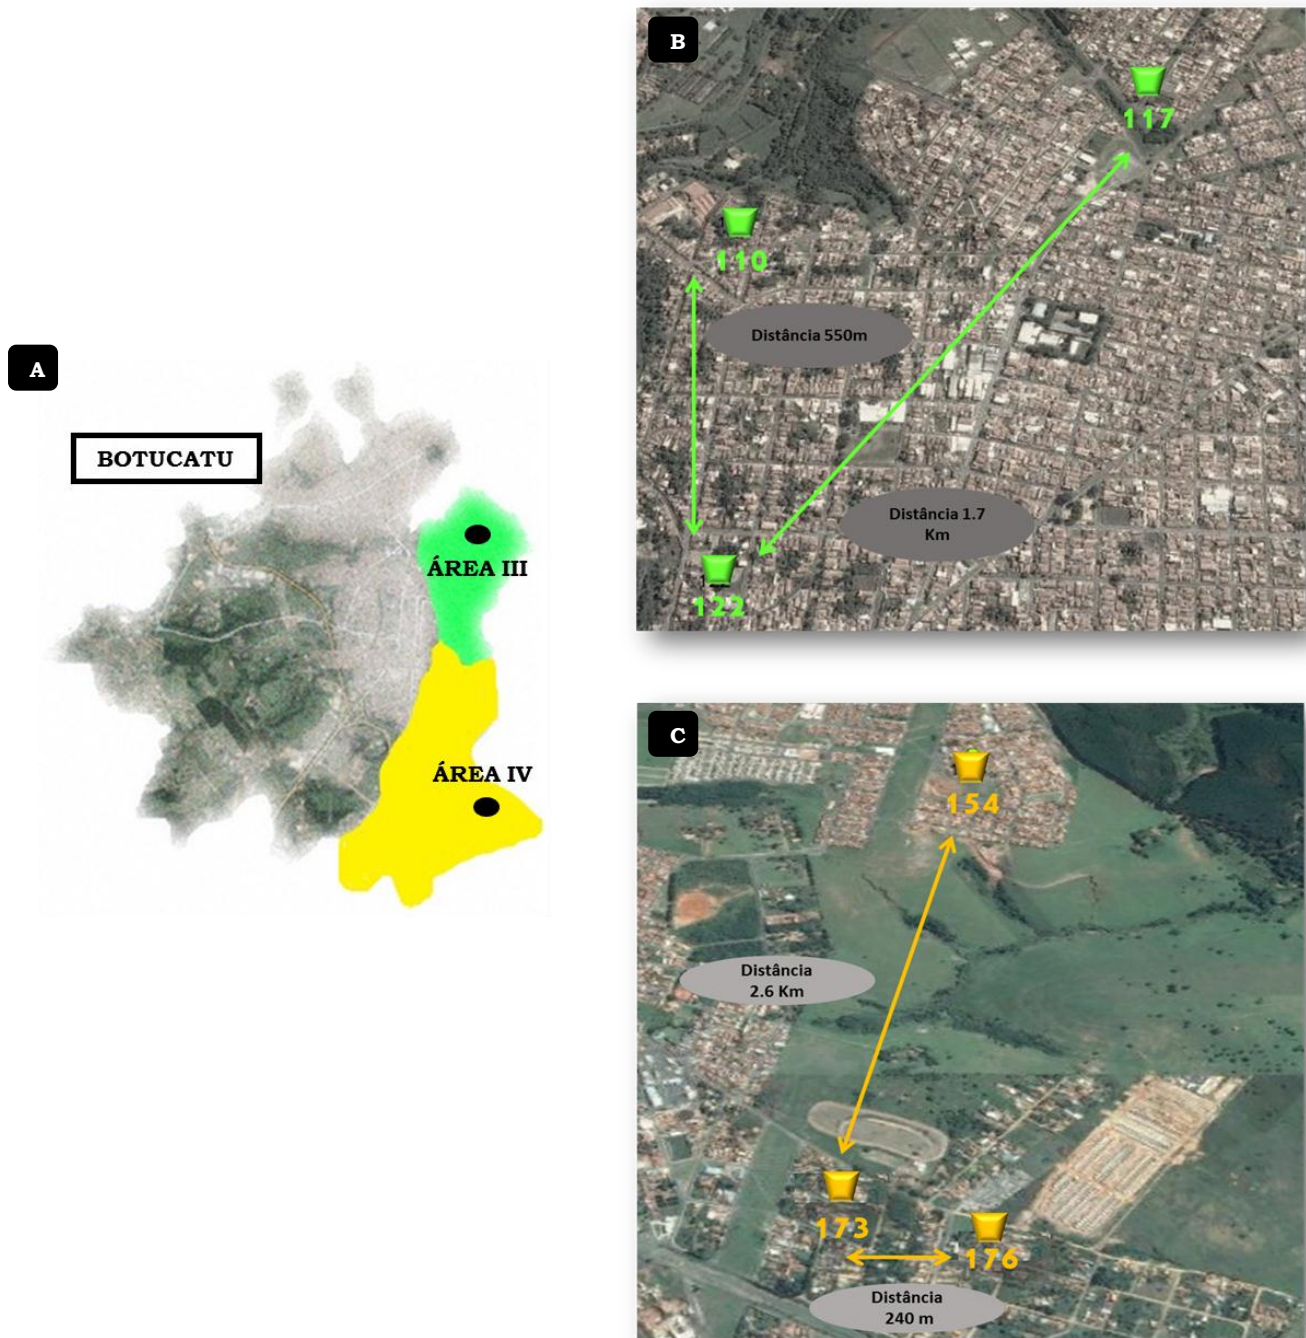 A
BOTUCATU
ÁREA III
ÁREA IV
B
117
110
Distância 550m
Distância 1.7
Km
122
C
154
Distância
2.6 Km
173
176
Distância
240 m